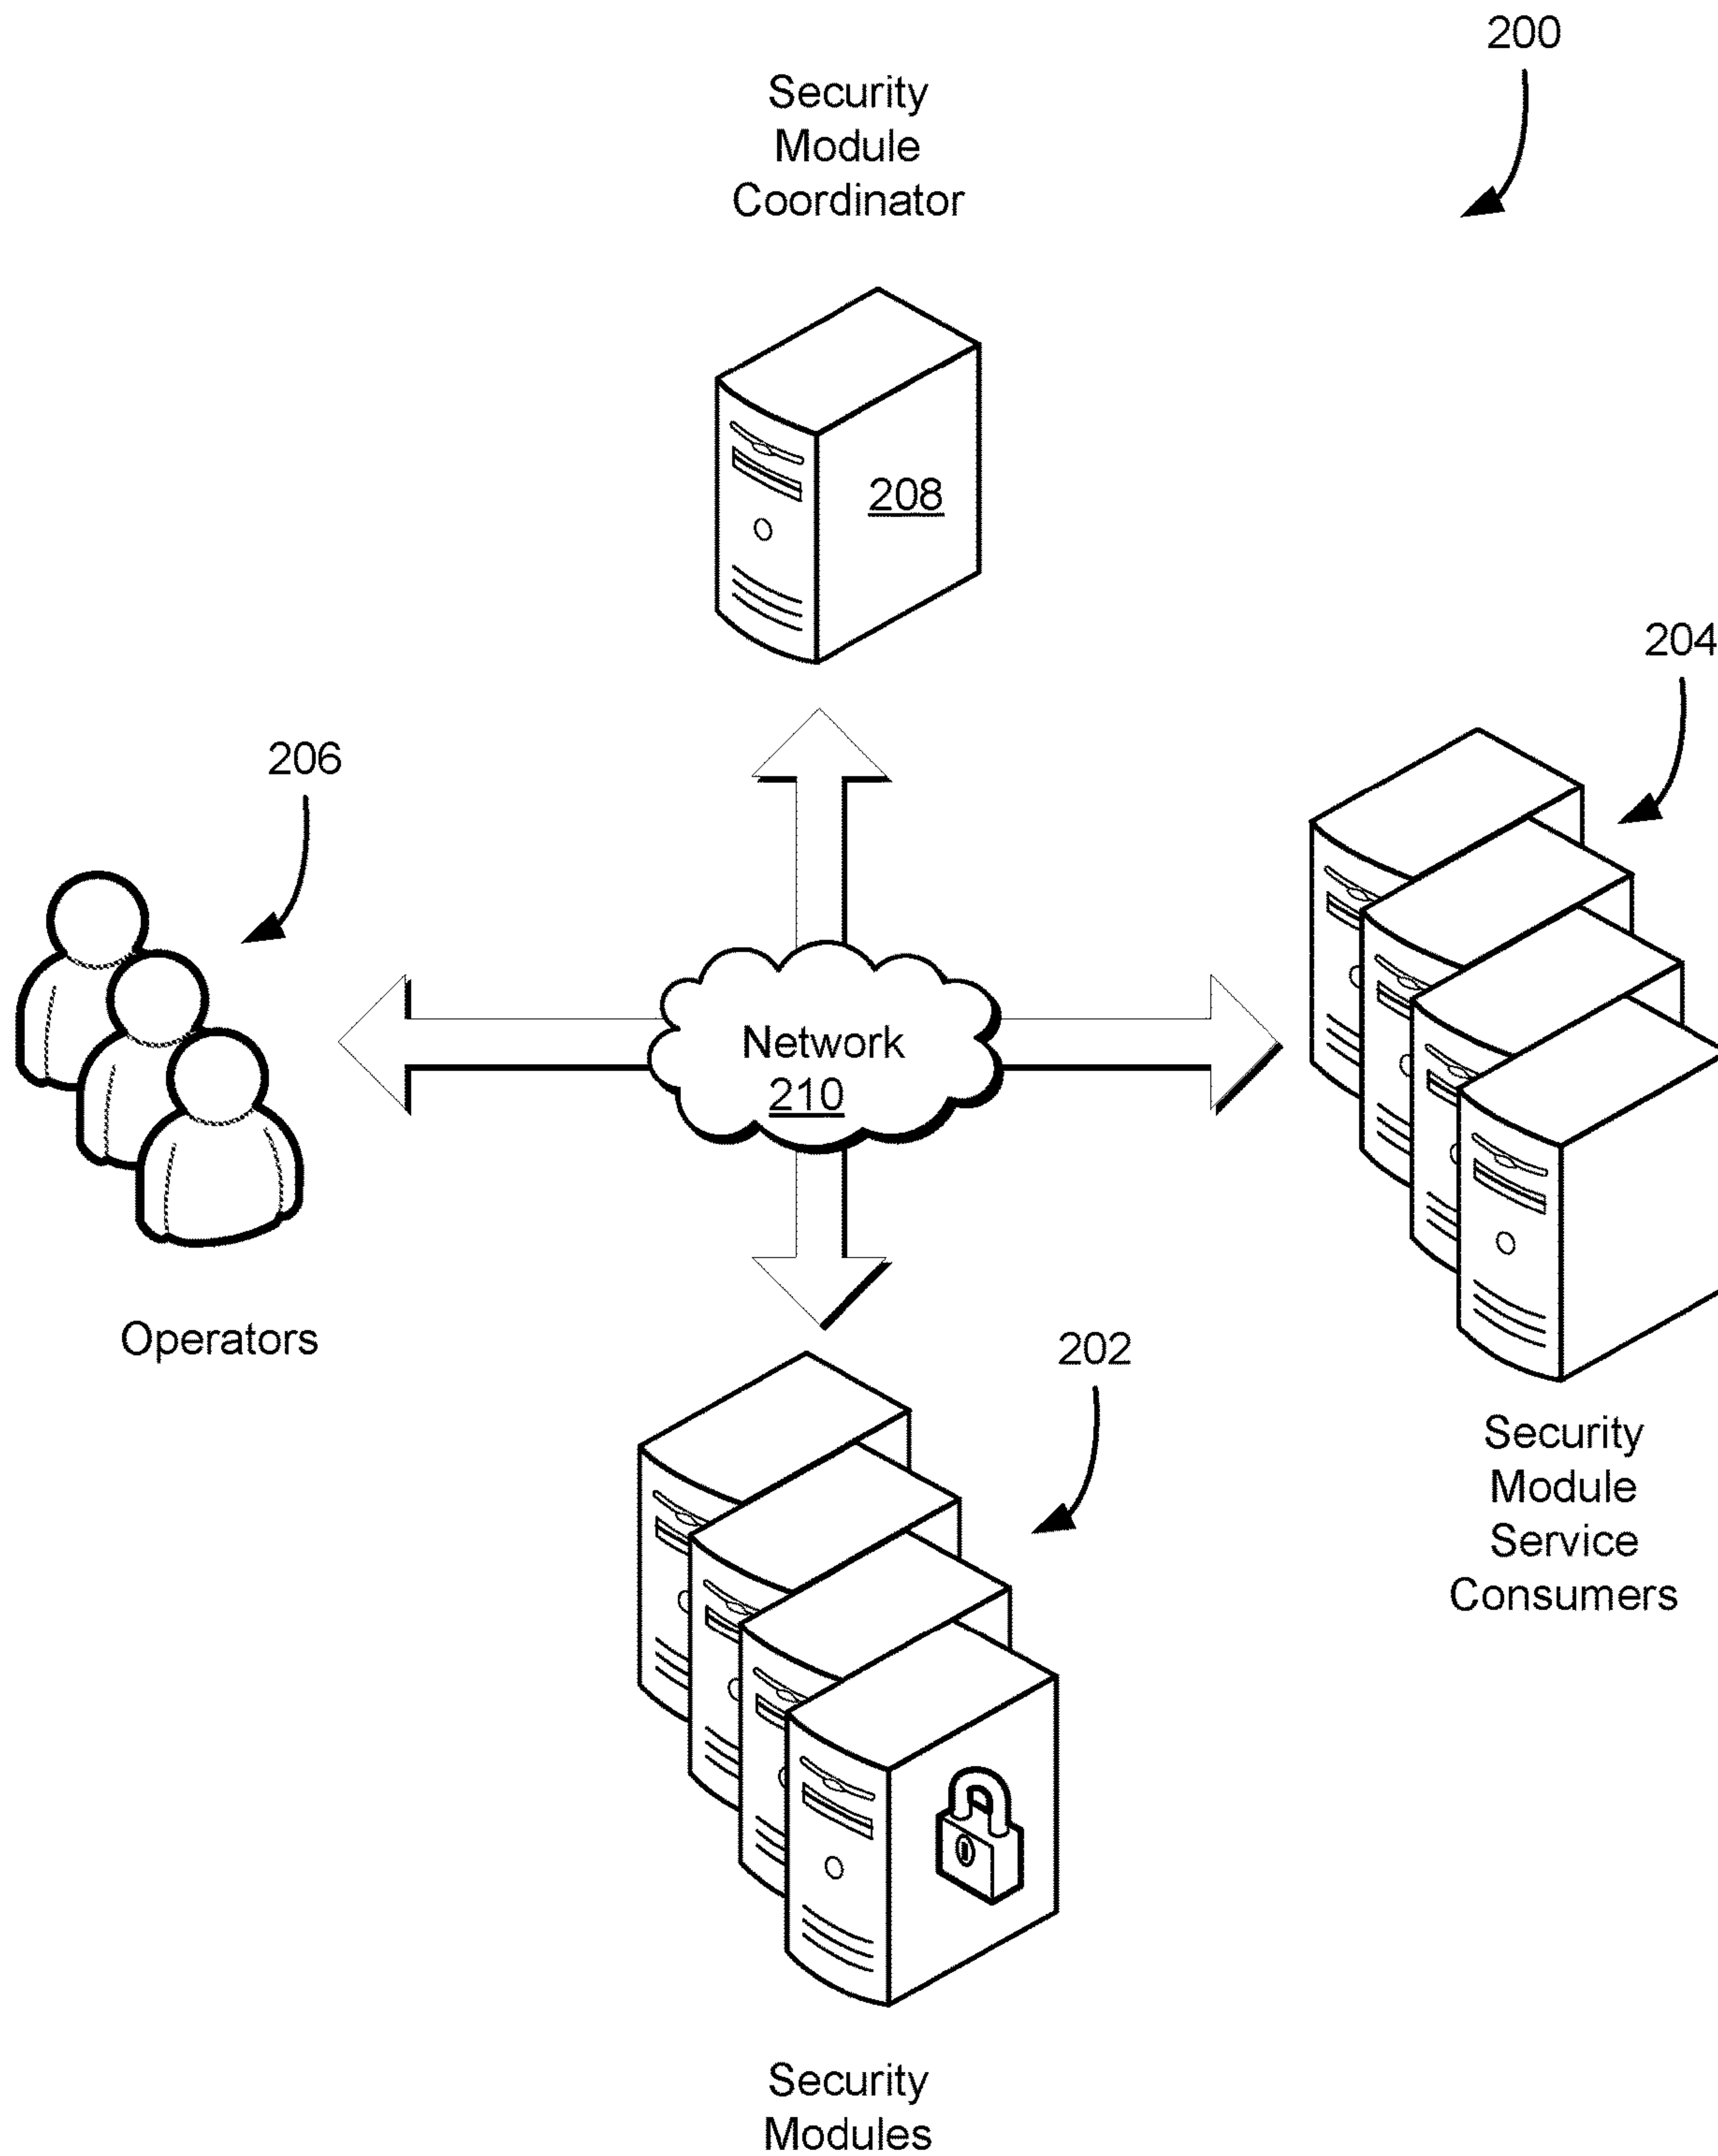 200
Security
Module
Coordinator
208
204
206
Network
210
Operators
202
Security
Module
Service
Consumers
Security
Modules